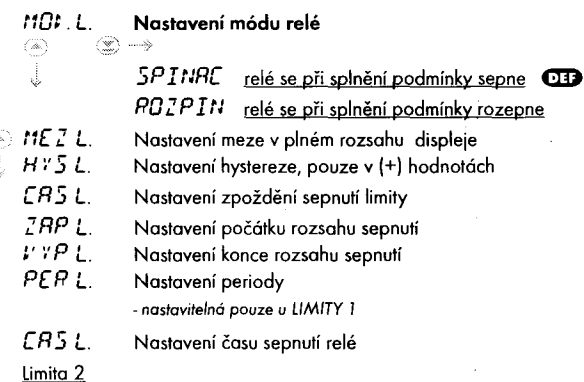 MOD.L. Nastavení módu relé
SPINAC relé se při splnění podmínky sepne DEF
ROZPIN relé se při splnění podmínky rozepne
MEZ L. Nastavení meze v plném rozsahu displeje
HYS L. Nastavení hystereze, pouze v (+) hodnotách
CAS L. Nastavení zpoždění sepnutí limity
ZAP L. Nastavení počátku rozsahu sepnutí
VYP L. Nastavení konce rozsahu sepnutí
PER L. Nastavení periody
- nastavitelná pouze u LIMITY 1
CAS L. Nastavení času sepnutí relé
Limita 2